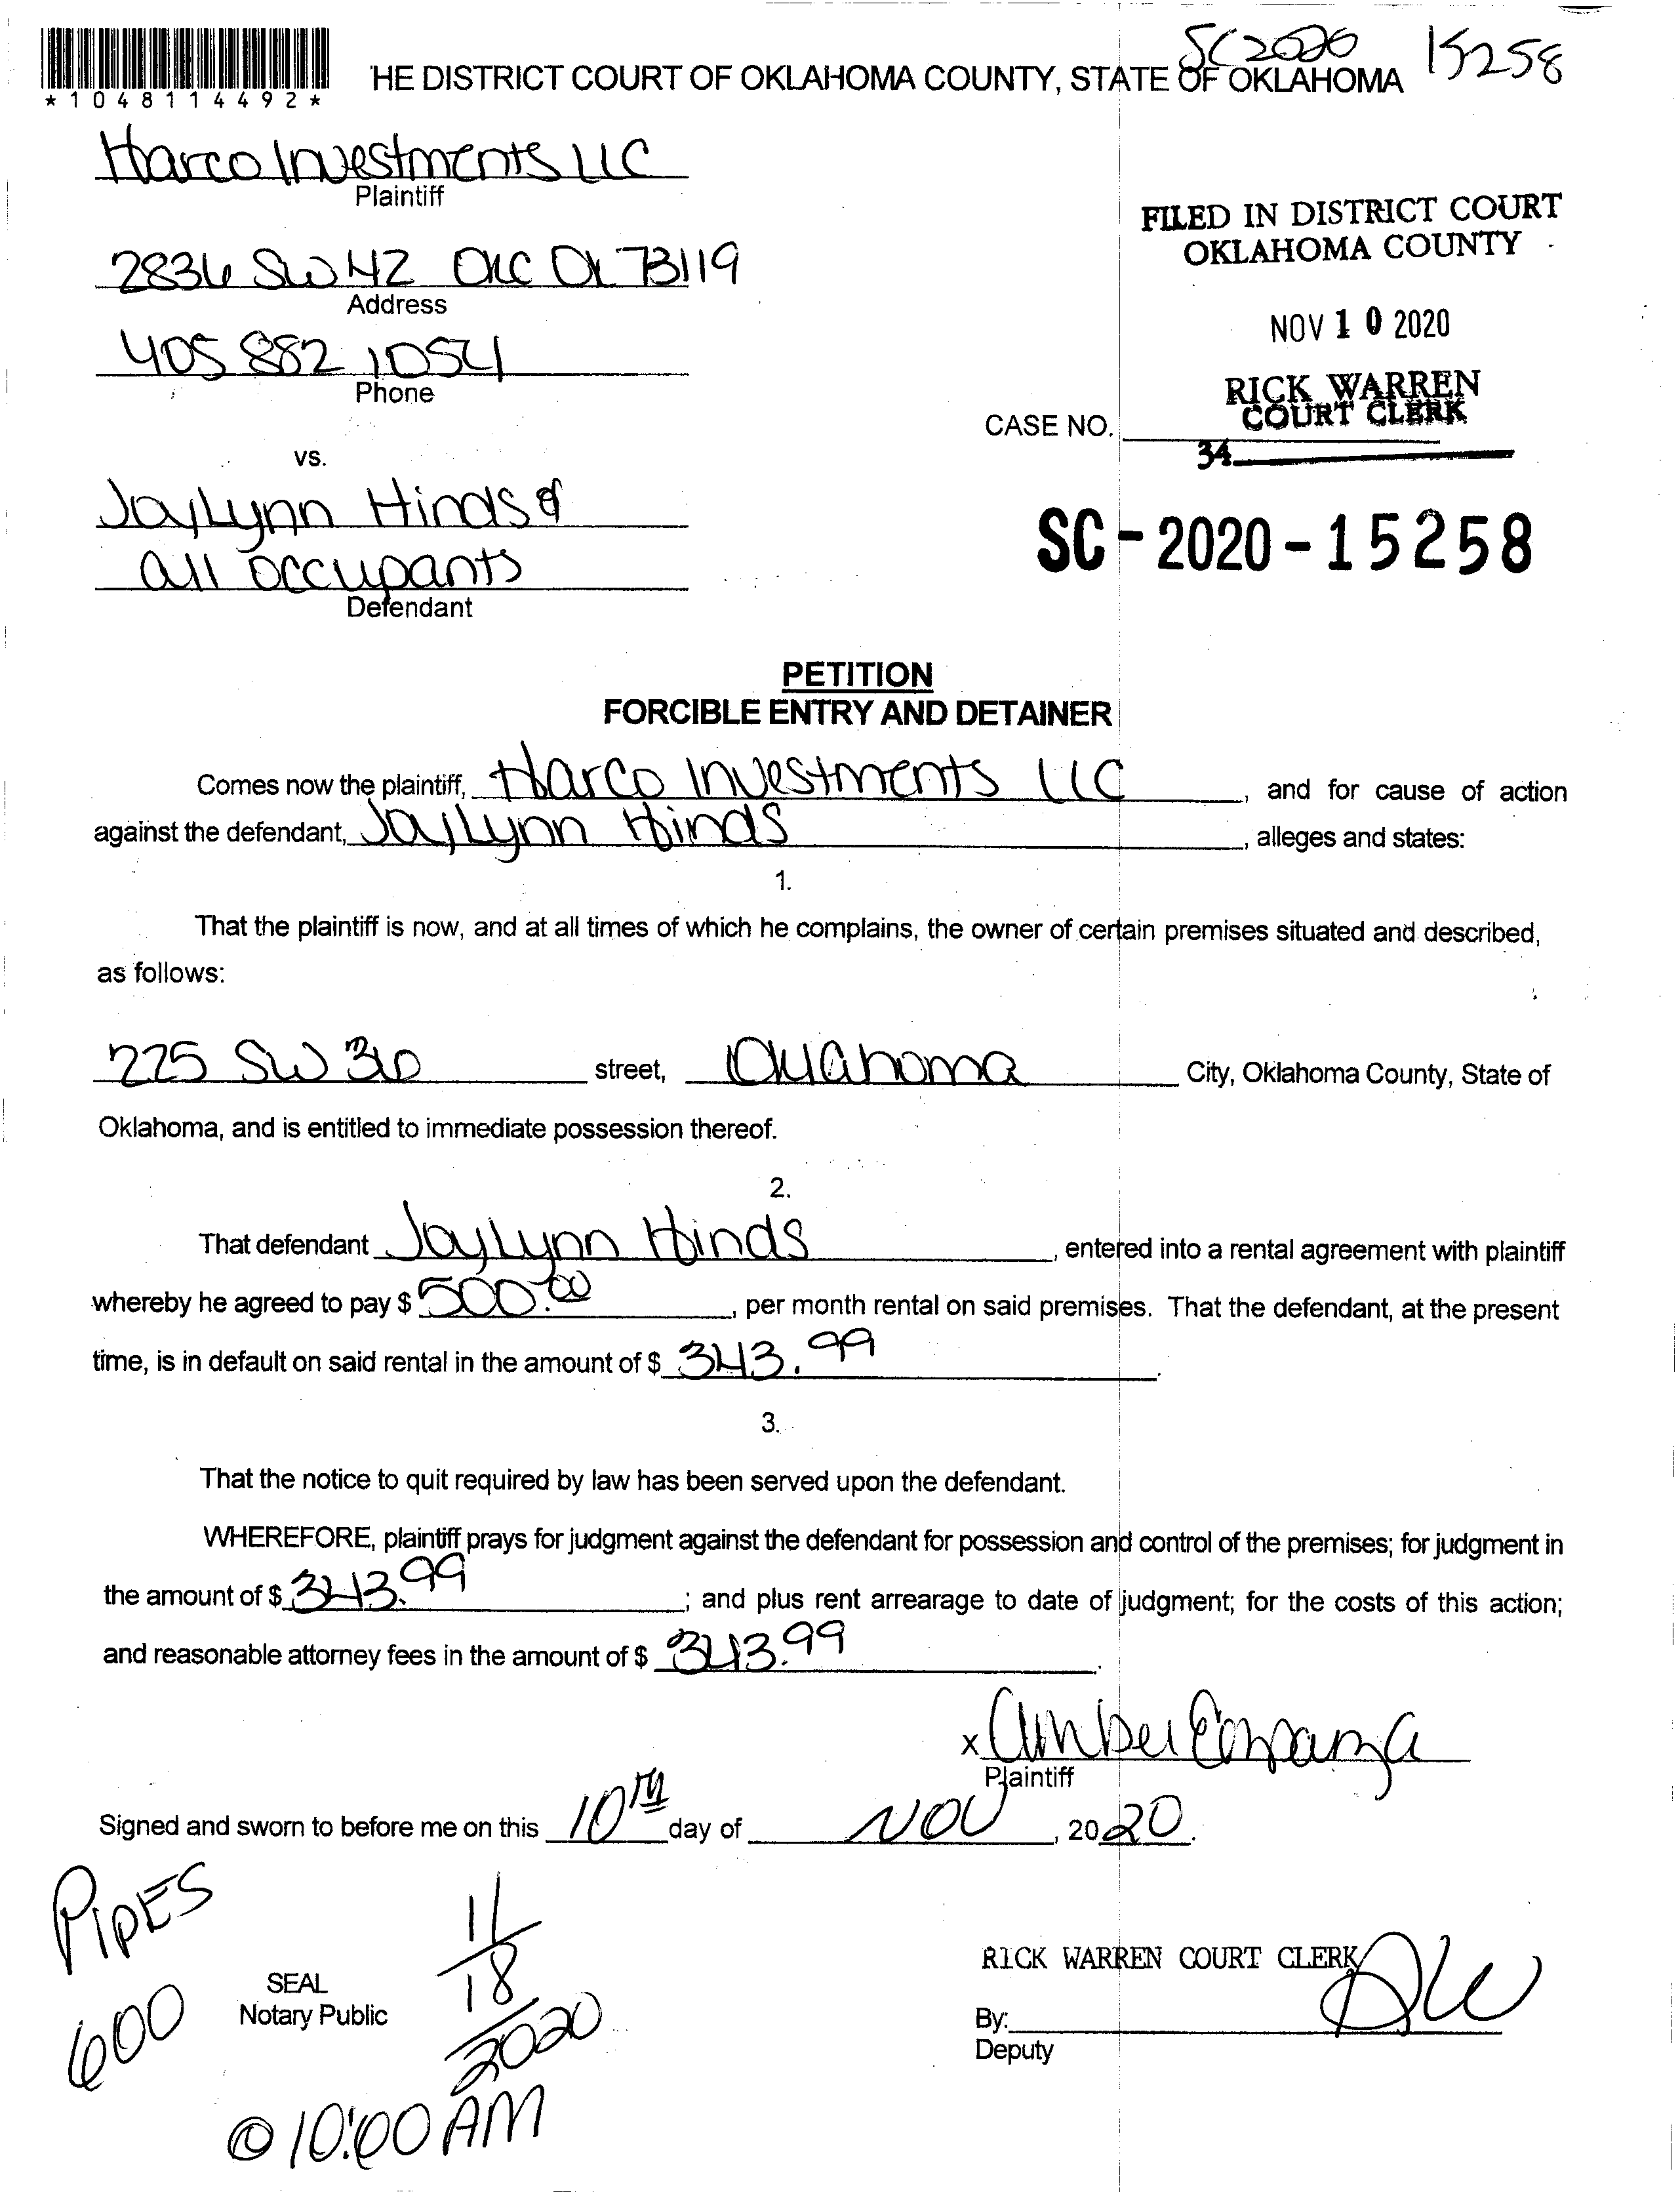 SC2020 15258
*1048114492*
HE DISTRICT COURT OF OKLAHOMA COUNTY, STATE OF OKLAHOMA
Harco Investments LLC
Plaintiff
2836 SW 42 OKC OK 73119
Address
405 882 1054
Phone
FILED IN DISTRICT COURT
OKLAHOMA COUNTY
NOV 10 2020
RICK WARREN
COURT CLERK
CASE NO.
34
vs.
JayLynn Hinds &
all occupants
Defendant
SC-2020-15258
PETITION
FORCIBLE ENTRY AND DETAINER
Comes now the plaintiff, Harco Investments LLC, and for cause of action
against the defendant, JayLynn Hinds, alleges and states:
1.
That the plaintiff is now, and at all times of which he complains, the owner of certain premises situated and described,
as follows:
225 SW 36 street, Oklahoma City, Oklahoma County, State of
Oklahoma, and is entitled to immediate possession thereof.
2.
That defendant JayLynn Hinds, entered into a rental agreement with plaintiff
whereby he agreed to pay $ 500.00, per month rental on said premises. That the defendant, at the present
time, is in default on said rental in the amount of $ 343.99.
3.
That the notice to quit required by law has been served upon the defendant.
WHEREFORE, plaintiff prays for judgment against the defendant for possession and control of the premises; for judgment in
the amount of $ 343.99; and plus rent arrearage to date of judgment; for the costs of this action;
and reasonable attorney fees in the amount of $ 343.99.
x Amber
Plaintiff
Signed and sworn to before me on this 10TH day of NOV, 2020.
PIPES
600
SEAL
Notary Public
11/18/2020
@ 10:00 AM
RICK WARREN COURT CLERK
By:
Deputy